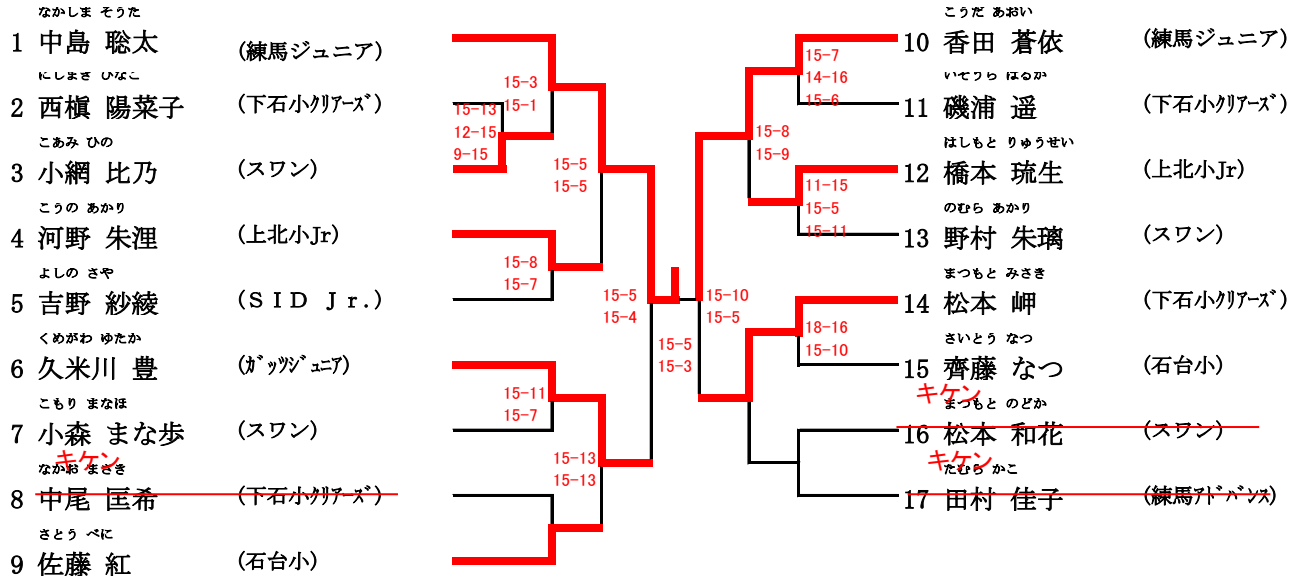 なかしま そうた
1 中島 聡太 (練馬ジュニア)
にしまき ひなこ
2 西槇 陽菜子 (下石小クリアーズ)
こあみ ひの
3 小網 比乃 (スワン)
こうの あかり
4 河野 朱浬 (上北小Jr)
よしの さや
5 吉野 紗綾 (ＳＩＤ Ｊｒ.)
くめがわ ゆたか
6 久米川 豊 (ガッツジュニア)
こもり まなほ
7 小森 まな歩 (スワン)
キケン
なかお まさき
8 中尾 匡希 (下石小クリアーズ)
さとう べに
9 佐藤 紅 (石台小)
15-3
15-1
15-13
12-15
9-15
15-5
15-5
15-8
15-7
15-5
15-4
15-11
15-7
15-13
15-13
15-5
15-3
15-10
15-5
15-8
15-9
15-7
14-16
15-6
11-15
15-5
15-11
18-16
15-10
こうだ あおい
10 香田 蒼依 (練馬ジュニア)
いそうら はるか
11 磯浦 遥 (下石小クリアーズ)
はしもと りゅうせい
12 橋本 琉生 (上北小Jr)
のむら あかり
13 野村 朱璃 (スワン)
まつもと みさき
14 松本 岬 (下石小クリアーズ)
さいとう なつ
15 齊藤 なつ (石台小)
キケン
まつもと のどか
16 松本 和花 (スワン)
キケン
たむら かこ
17 田村 佳子 (練馬アドバンス)